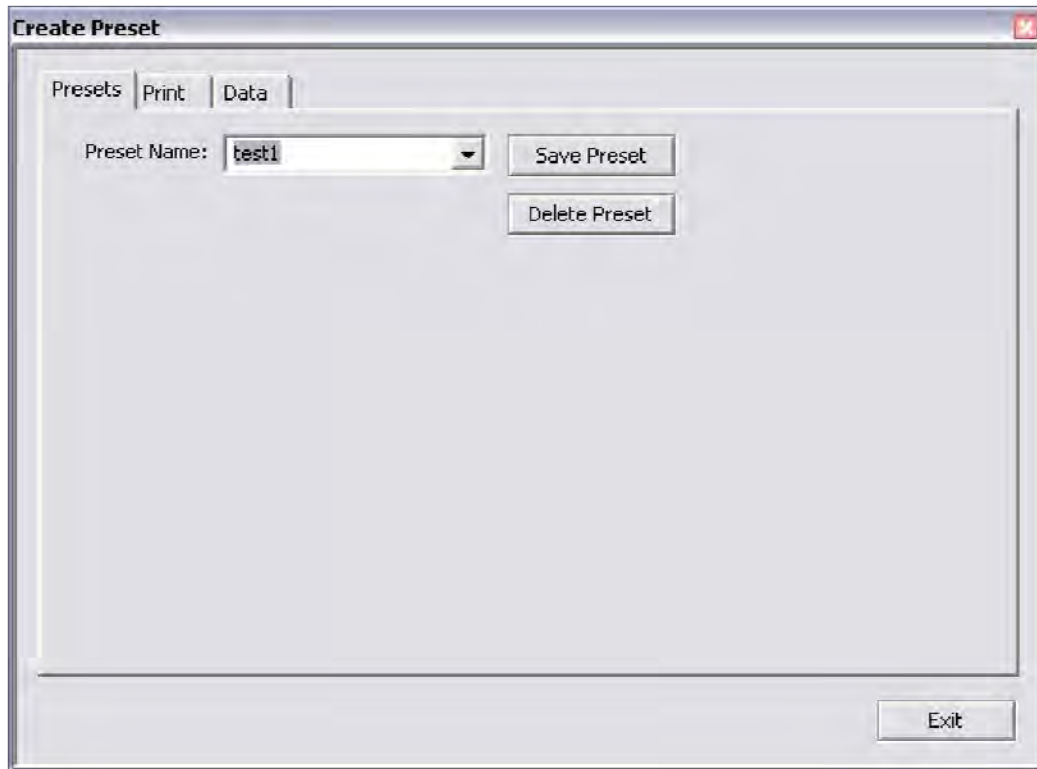 Create Preset
Presets Print Data
Preset Name: test1 Save Preset
Delete Preset
Exit